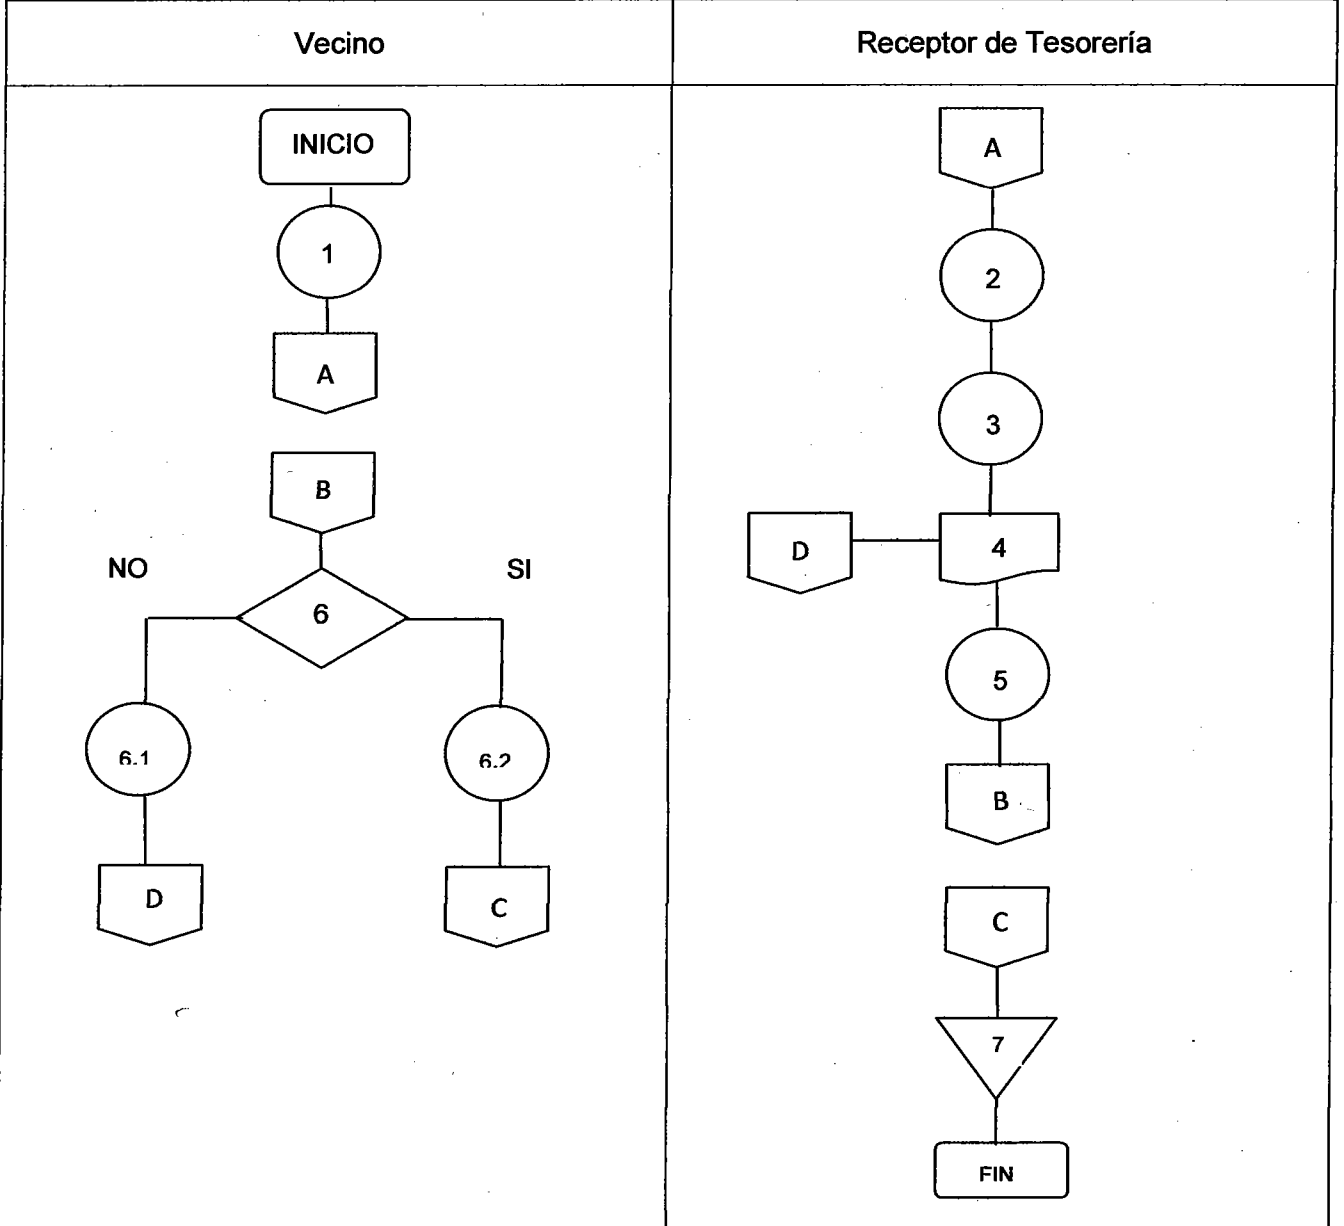 Vecino
Receptor de Tesorería
INICIO
1
A
B
NO
SI
6
6.1
6.2
D
C
A
2
3
D
4
5
B
C
7
FIN